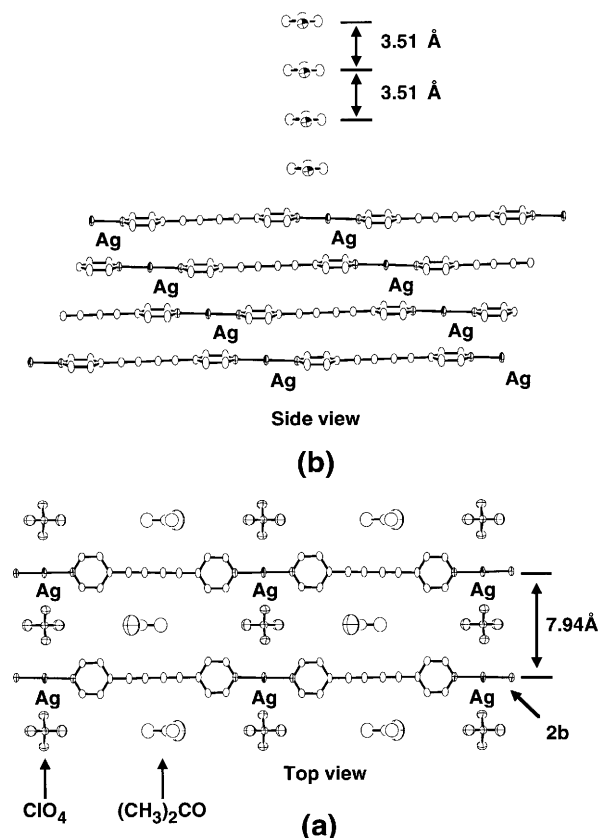 3.51 Å
3.51 Å
Ag Ag
Ag Ag
Ag Ag
Ag Ag
Side view
(b)
Ag Ag Ag
7.94Å
Ag Ag Ag
2b
Top view
ClO4 (CH3)2CO
(a)